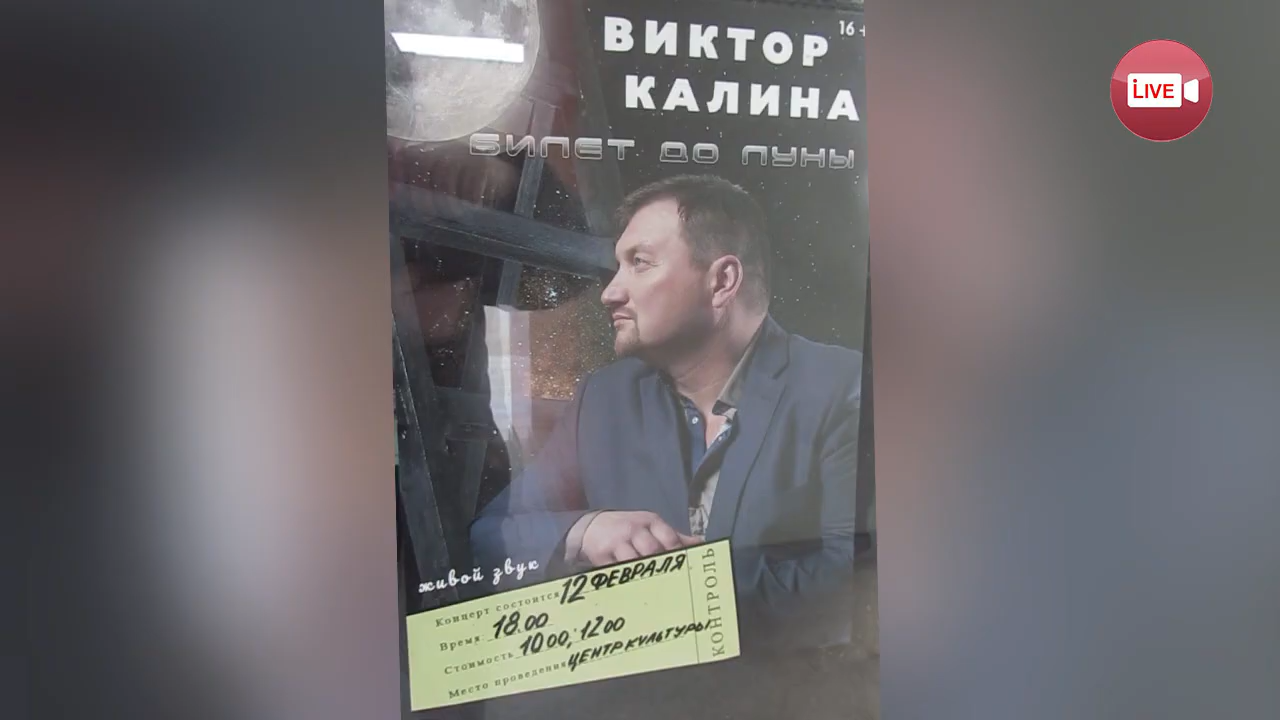 16+
ВИКТОР
КАЛИНА
БИЛЕТ ДО ЛУНЫ
LIVE
живой звук
Концерт состоится 12 ФЕВРАЛЯ
Время 18.00
Стоимость 1000, 1200
Место проведения ЦЕНТР КУЛЬТУРЫ
КОНТРОЛЬ